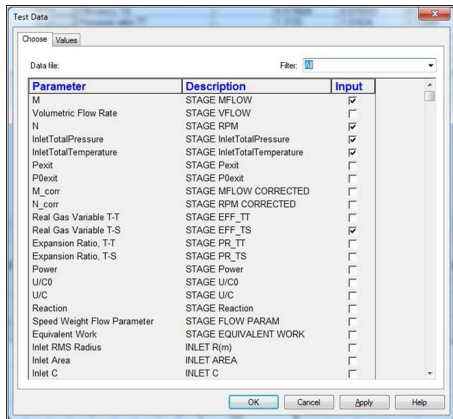 Test Data
Choose Values
Data file: Filter: All
Parameter Description Input
M STAGE MFLOW
Volumetric Flow Rate STAGE VFLOW
N STAGE RPM
InletTotalPressure STAGE InletTotalPressure
InletTotalTemperature STAGE InletTotalTemperature
Pexit STAGE Pexit
P0exit STAGE P0exit
M_corr STAGE MFLOW CORRECTED
N_corr STAGE RPM CORRECTED
Real Gas Variable T-T STAGE EFF_TT
Real Gas Variable T-S STAGE EFF_TS
Expansion Ratio, T-T STAGE PR_TT
Expansion Ratio, T-S STAGE PR_TS
Power STAGE Power
U/C0 STAGE U/C0
U/C STAGE U/C
Reaction STAGE Reaction
Speed Weight Flow Parameter STAGE FLOW PARAM
Equivalent Work STAGE EQUIVALENT WORK
Inlet RMS Radius INLET R(m)
Inlet Area INLET AREA
Inlet C INLET C
OK Cancel Apply Help